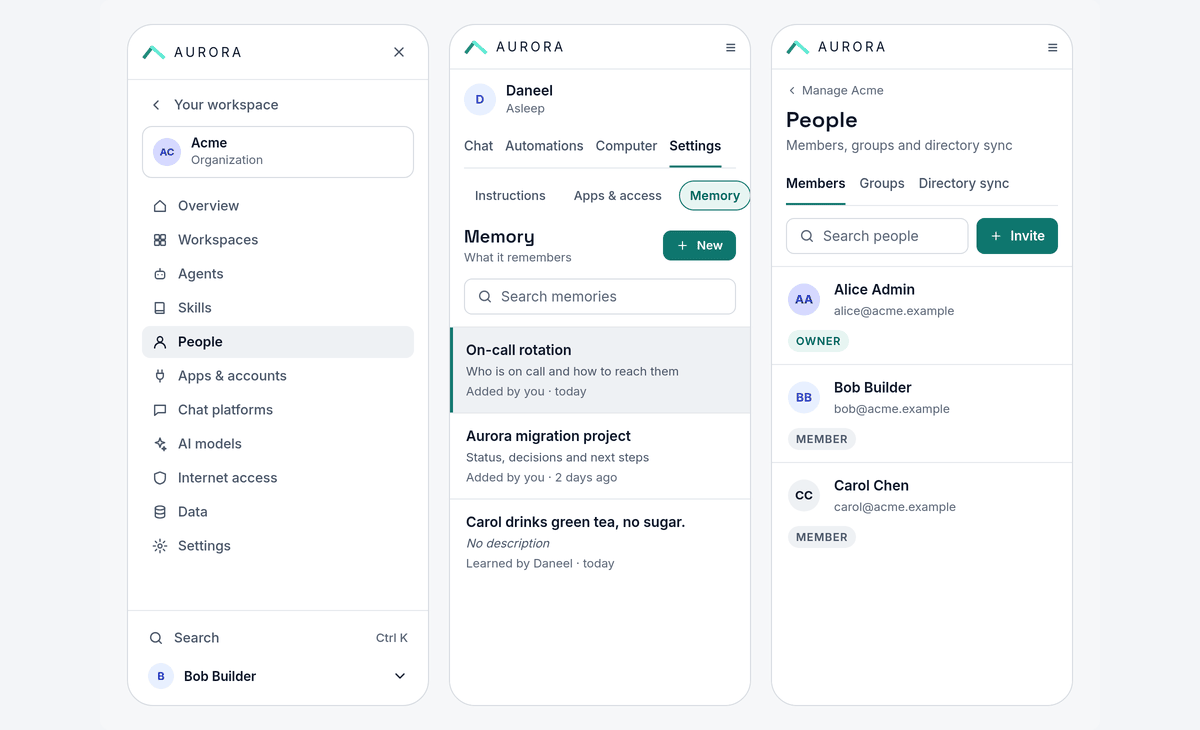 AURORA
Your workspace
AC
Acme
Organization
Overview
Workspaces
Agents
Skills
People
Apps & accounts
Chat platforms
AI models
Internet access
Data
Settings
Search Ctrl K
B Bob Builder
AURORA
D
Daneel
Asleep
Chat Automations Computer Settings
Instructions Apps & access Memory
Memory
What it remembers
+ New
Search memories
On-call rotation
Who is on call and how to reach them
Added by you · today
Aurora migration project
Status, decisions and next steps
Added by you · 2 days ago
Carol drinks green tea, no sugar.
No description
Learned by Daneel · today
AURORA
Manage Acme
People
Members, groups and directory sync
Members Groups Directory sync
Search people + Invite
AA
Alice Admin
alice@acme.example
OWNER
BB
Bob Builder
bob@acme.example
MEMBER
CC
Carol Chen
carol@acme.example
MEMBER